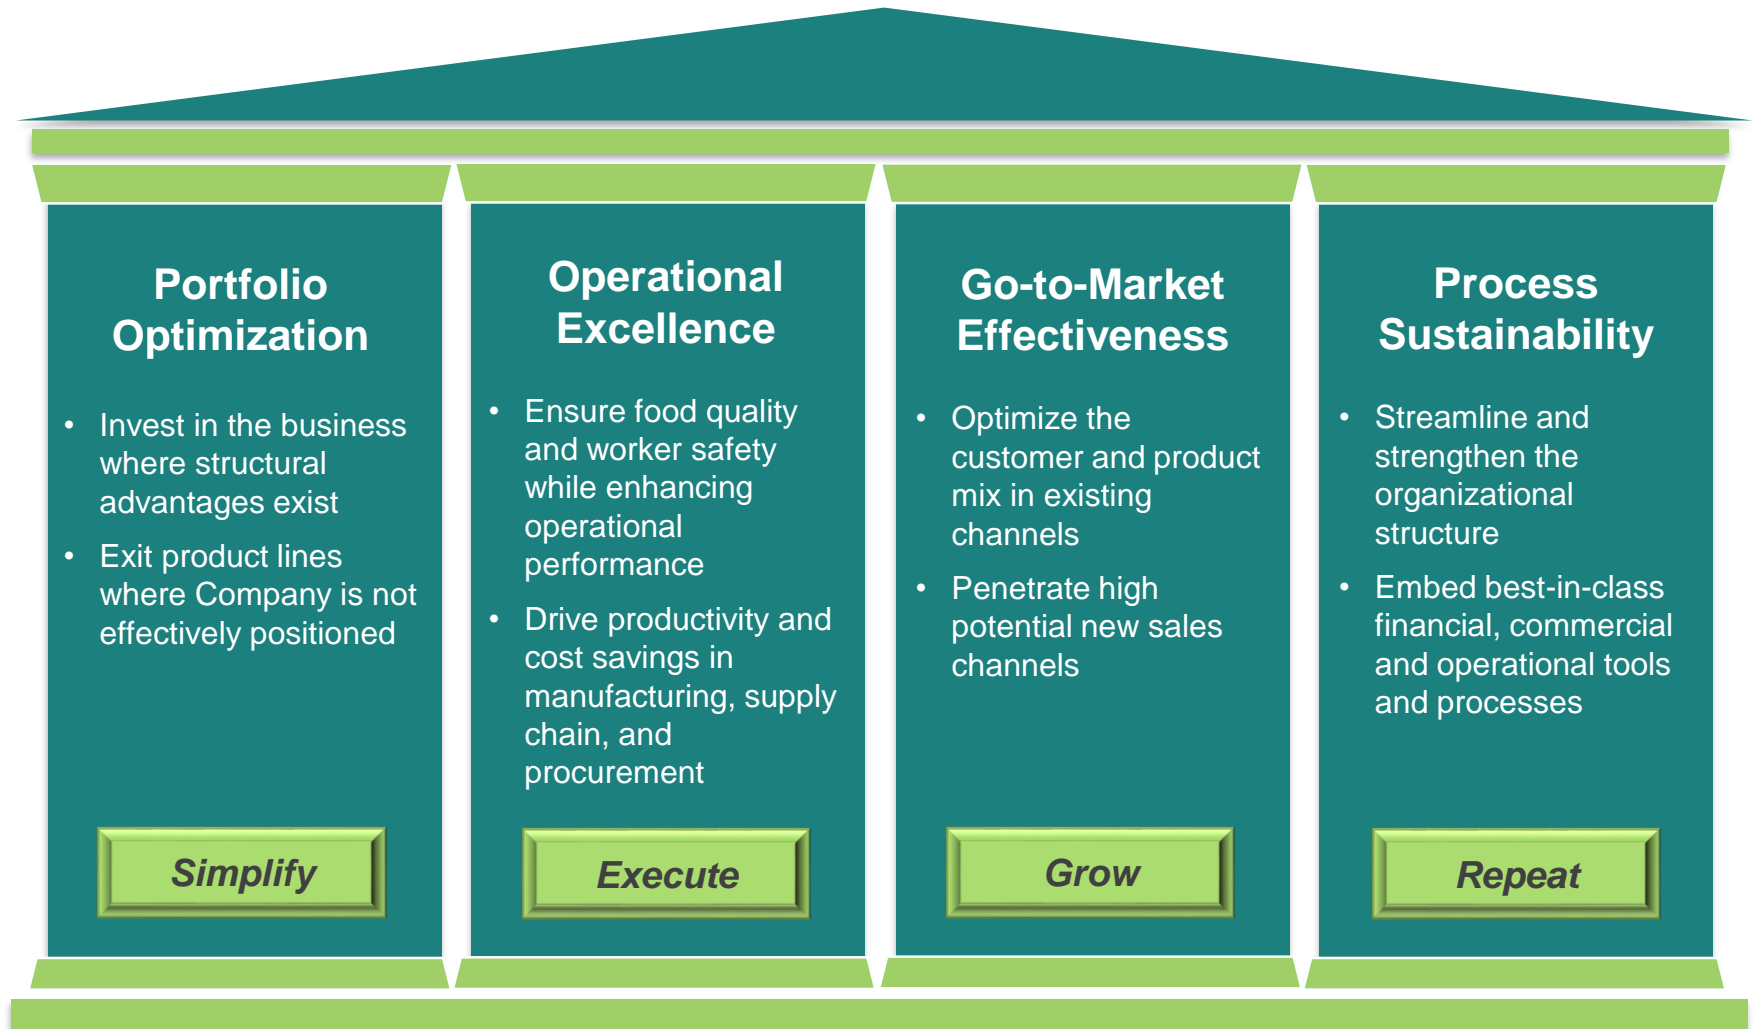 Portfolio
Optimization
• Invest in the business
where structural
advantages exist
• Exit product lines
where Company is not
effectively positioned
Simplify
Operational
Excellence
• Ensure food quality
and worker safety
while enhancing
operational
performance
• Drive productivity and
cost savings in
manufacturing, supply
chain, and
procurement
Execute
Go-to-Market
Effectiveness
• Optimize the
customer and product
mix in existing
channels
• Penetrate high
potential new sales
channels
Grow
Process
Sustainability
• Streamline and
strengthen the
organizational
structure
• Embed best-in-class
financial, commercial
and operational tools
and processes
Repeat